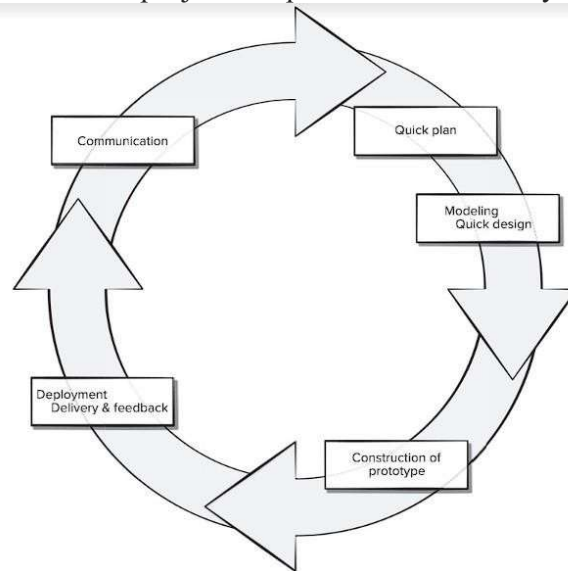 Communication
Quick plan
Modeling
Quick design
Deployment
Delivery & feedback
Construction of
prototype